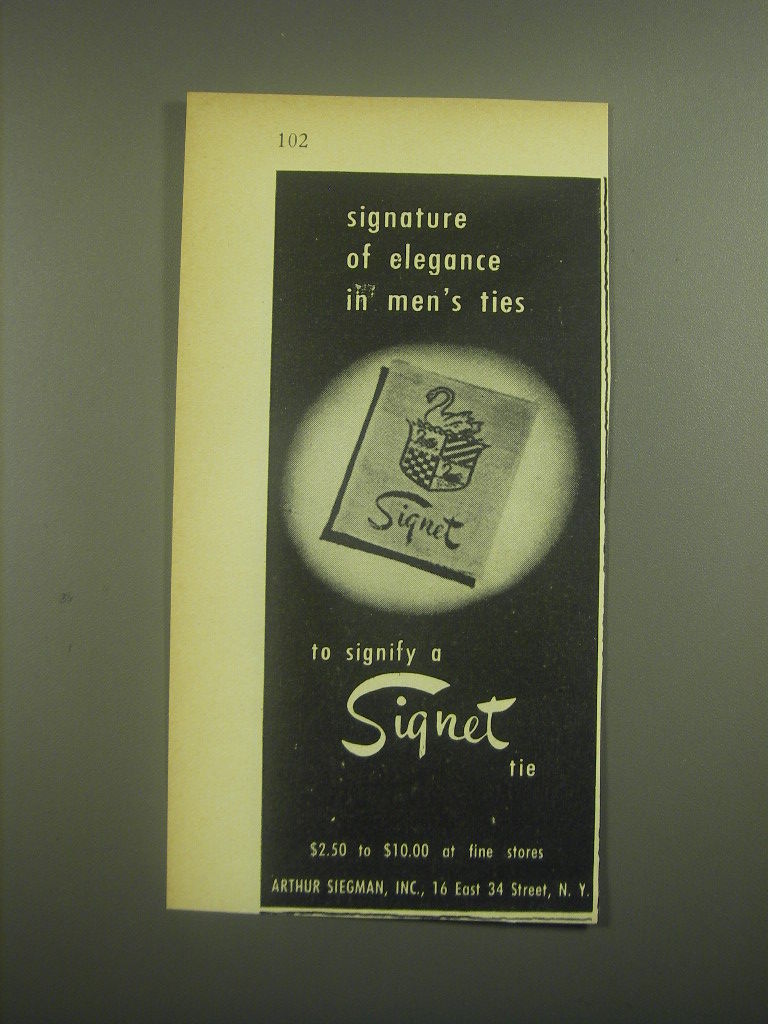 102
signature
of elegance
in men's ties
Signet
to signify a
Signet
tie
$2.50 to $10.00 at fine stores
ARTHUR SIEGMAN, INC., 16 East 34 Street, N. Y.